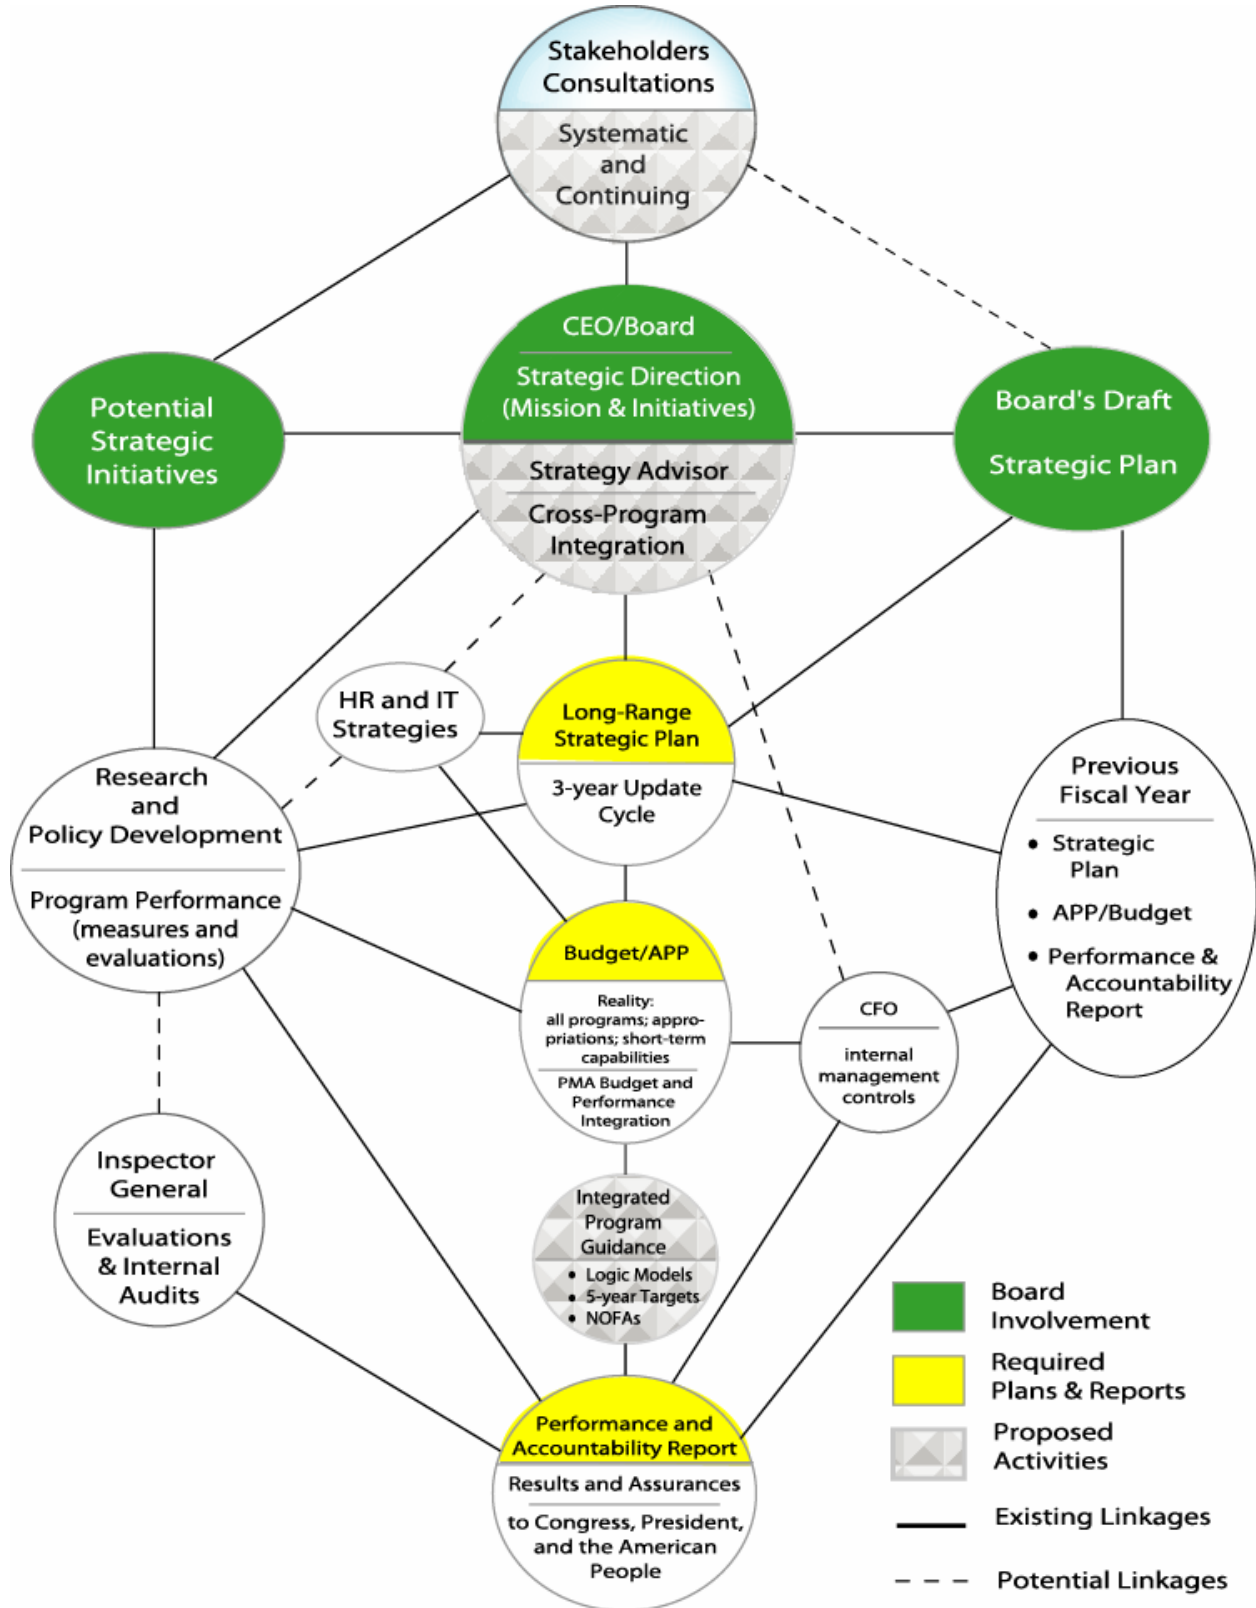 Stakeholders
Consultations
Systematic
and
Continuing
CEO/Board
Strategic Direction
(Mission & Initiatives)
Strategy Advisor
Cross-Program
Integration
Potential
Strategic
Initiatives
Board's Draft
Strategic Plan
HR and IT
Strategies
Long-Range
Strategic Plan
3-year Update
Cycle
Research
and
Policy Development
Program Performance
(measures and
evaluations)
Previous
Fiscal Year
• Strategic
Plan
• APP/Budget
• Performance &
Accountability
Report
Budget/APP
Reality:
all programs; appro-
priations; short-term
capabilities
PMA Budget and
Performance
Integration
CFO
internal
management
controls
Inspector
General
Evaluations
& Internal
Audits
Integrated
Program
Guidance
• Logic Models
• 5-year Targets
• NOFAs
Performance and
Accountability Report
Results and Assurances
to Congress, President,
and the American
People
Board
Involvement
Required
Plans & Reports
Proposed
Activities
Existing Linkages
Potential Linkages